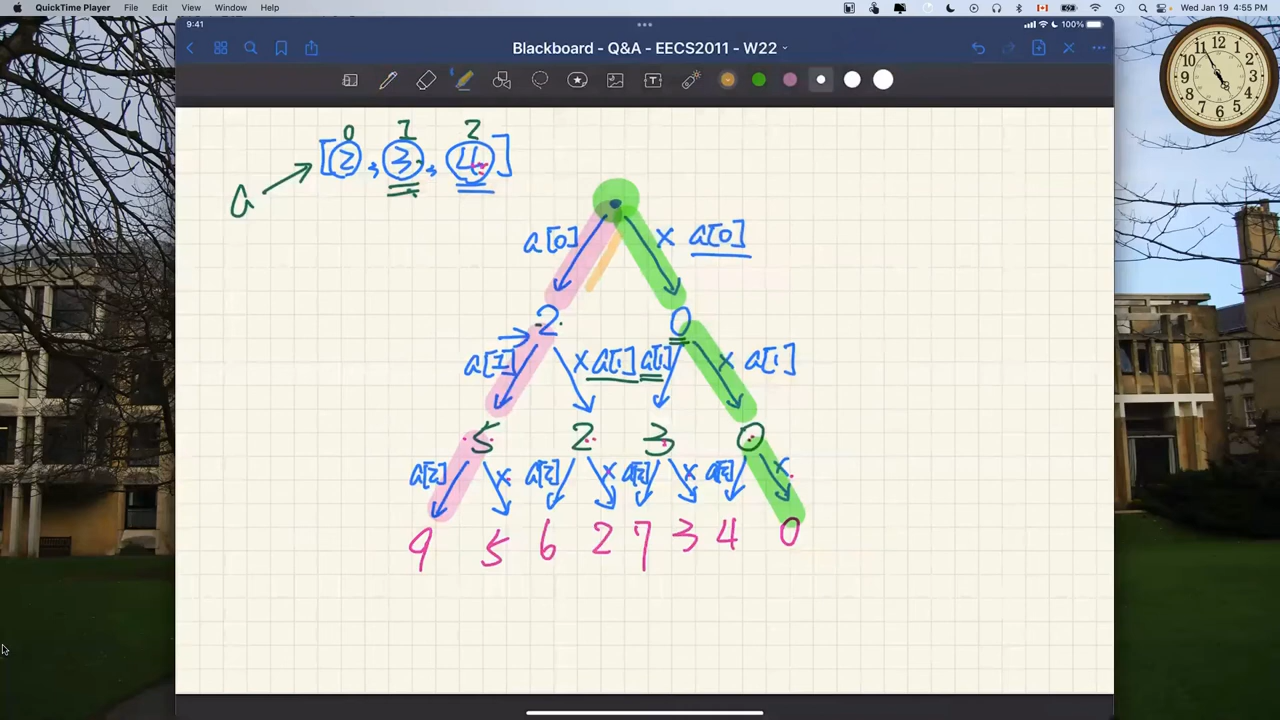 QuickTime Player File Edit View Window Help
Wed Jan 19 4:55 PM
9:41
100%
Blackboard - Q&A - EECS2011 - W22
0 1 2
a → [2, 3, 4]
a[0] x a[0]
2 0
a[1] x a[1] a[1] x a[1]
5 2 3 0
a[2] x a[2] x a[2] x a[2] x
9 5 6 2 7 3 4 0